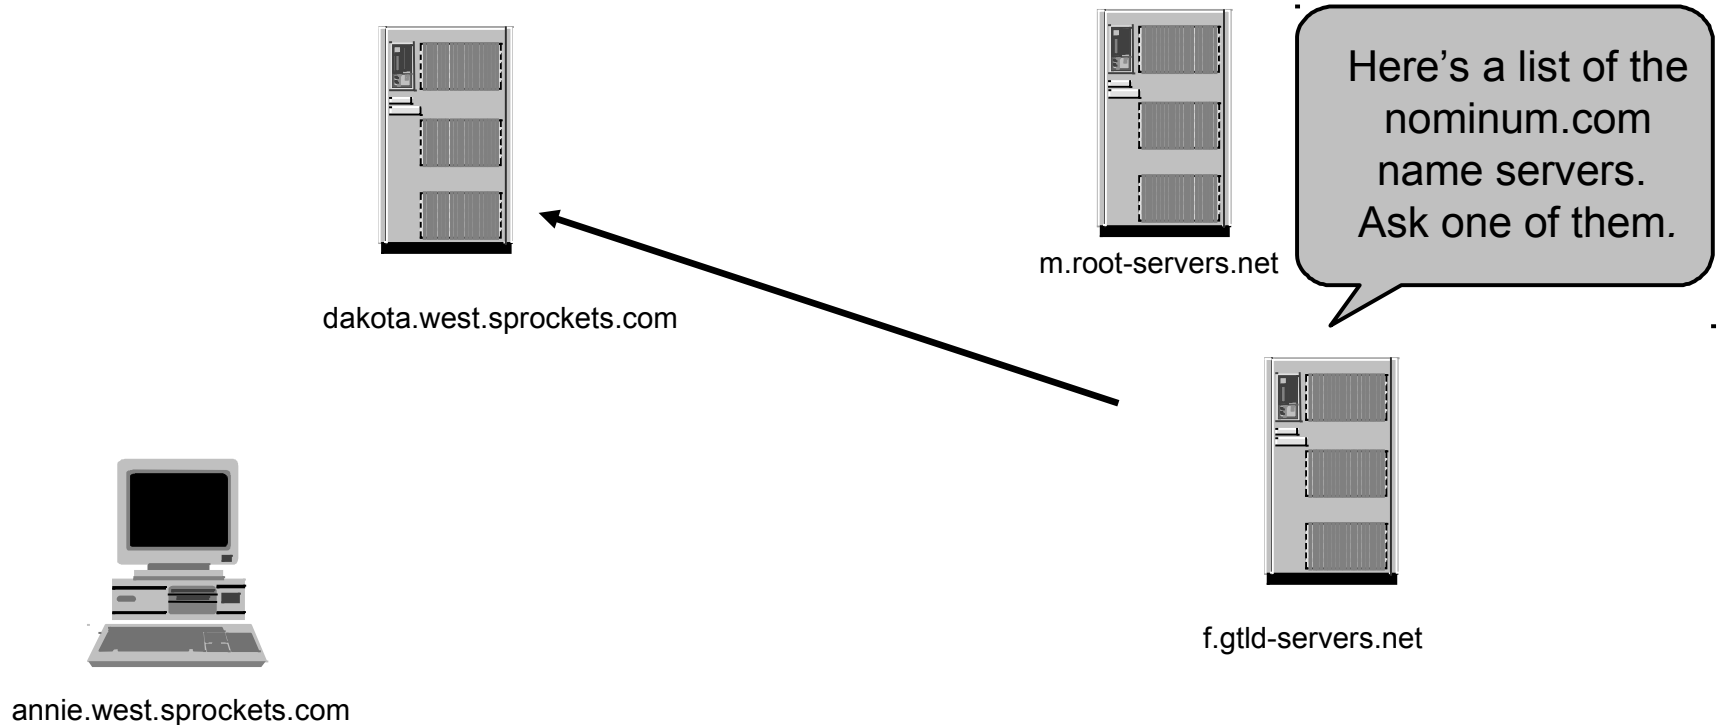 Here’s a list of the
nominum.com
name servers.
Ask one of them.
m.root-servers.net
dakota.west.sprockets.com
f.gtld-servers.net
annie.west.sprockets.com